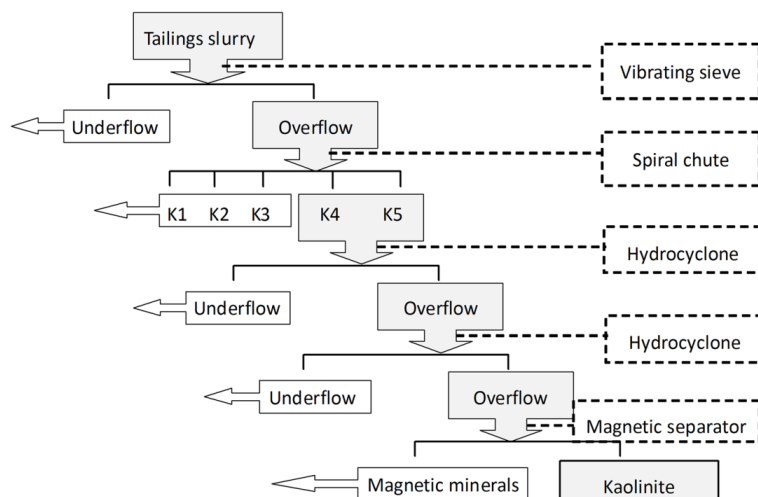 Tailings slurry
Vibrating sieve
Underflow
Overflow
Spiral chute
K1 K2 K3 K4 K5
Hydrocyclone
Underflow
Overflow
Hydrocyclone
Underflow
Overflow
Magnetic separator
Magnetic minerals
Kaolinite